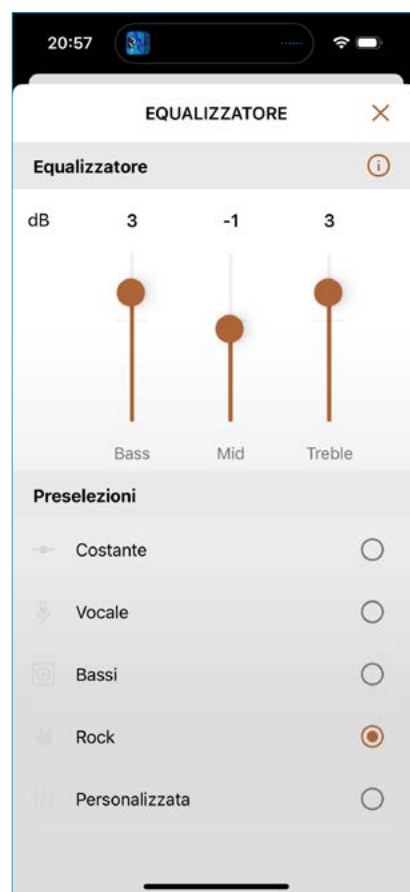 20:57
EQUALIZZATORE
Equalizzatore
dB 3 -1 3
Bass Mid Treble
Preselezioni
Costante
Vocale
Bassi
Rock
Personalizzata